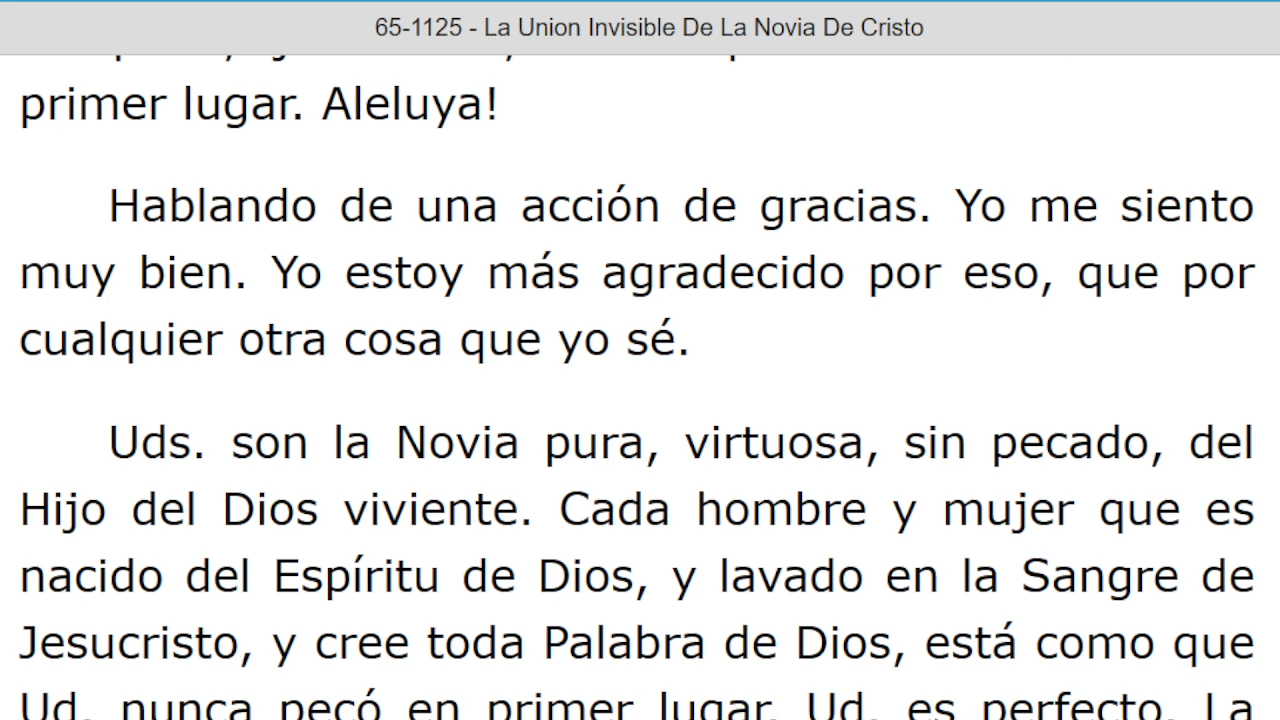 65-1125 - La Union Invisible De La Novia De Cristo
primer lugar. Aleluya!
Hablando de una acción de gracias. Yo me siento
muy bien. Yo estoy más agradecido por eso, que por
cualquier otra cosa que yo sé.
Uds. son la Novia pura, virtuosa, sin pecado, del
Hijo del Dios viviente. Cada hombre y mujer que es
nacido del Espíritu de Dios, y lavado en la Sangre de
Jesucristo, y cree toda Palabra de Dios, está como que
Ud. nunca pecó en primer lugar. Ud. es perfecto. La